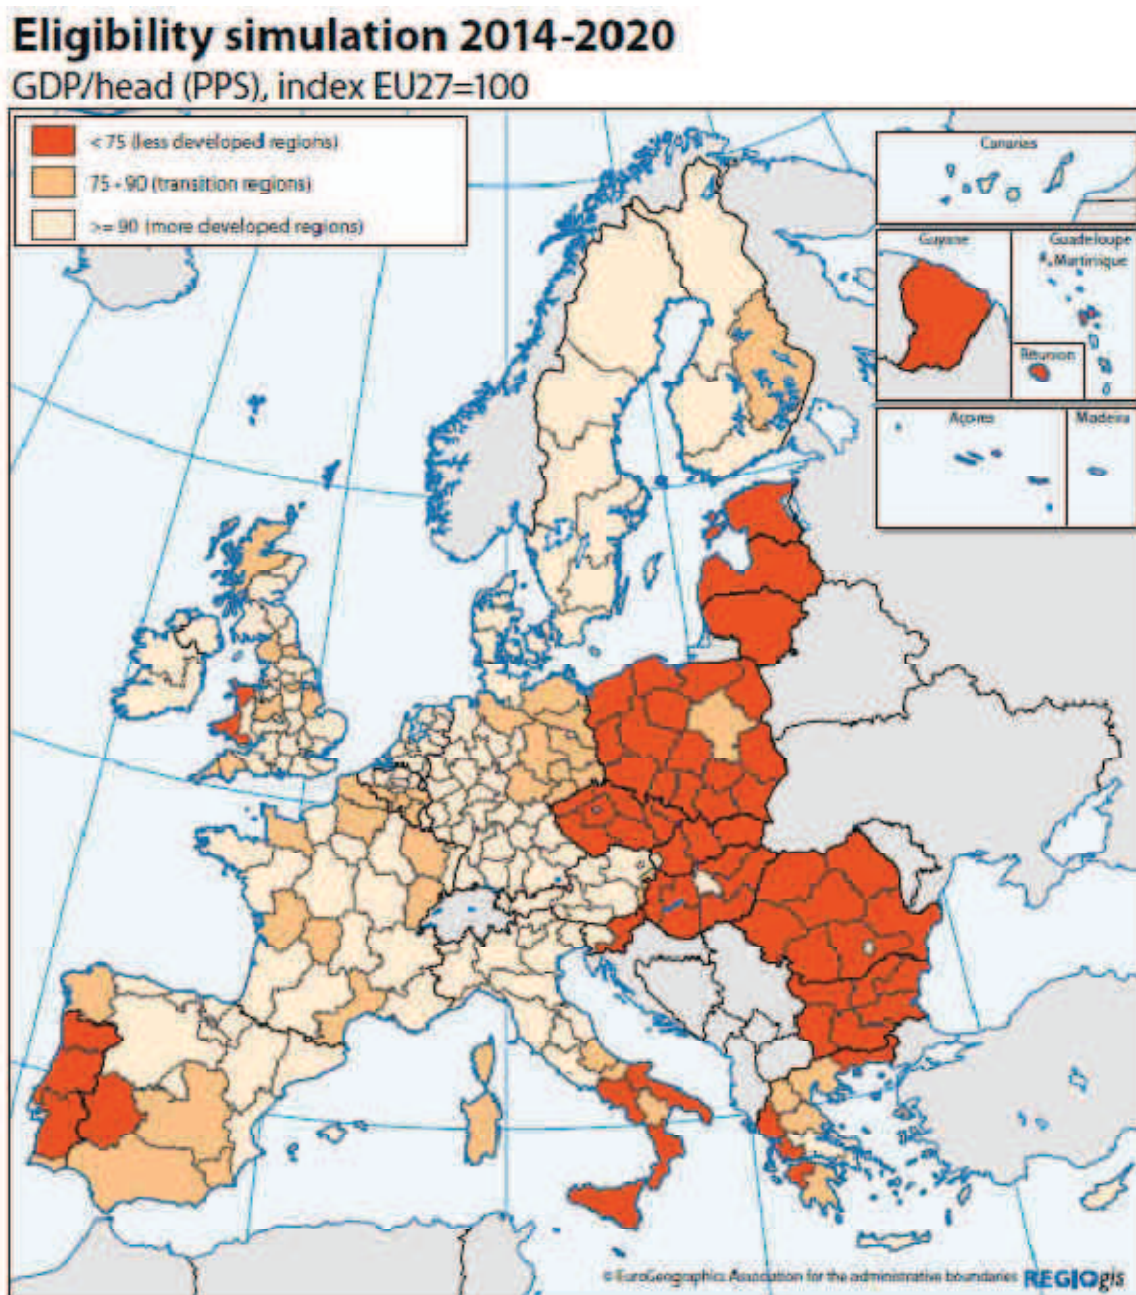 Eligibility simulation 2014-2020
GDP/head (PPS), index EU27=100
< 75 (less developed regions)
75 - 90 (transition regions)
>= 90 (more developed regions)
Canarias
Guyane
Guadeloupe
Martinique
Réunion
Açores
Madeira
© EuroGeographics Association for the administrative boundaries REGIOgis